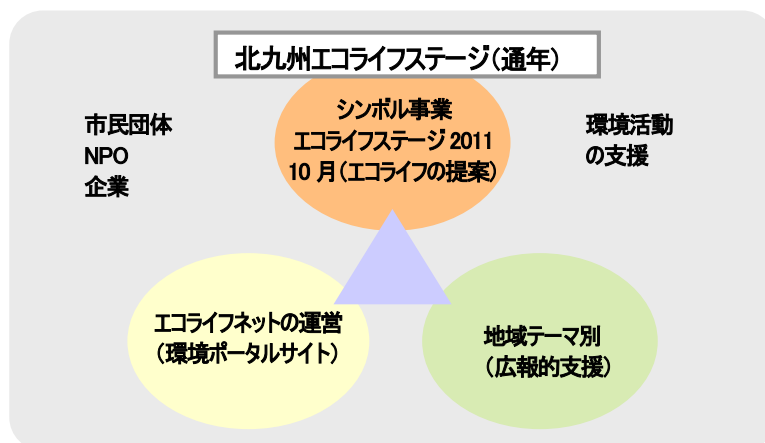 北九州エコライフステージ（通年）
シンボル事業
エコライフステージ 2011
10 月（エコライフの提案）
市民団体
NPO
企業
環境活動
の支援
エコライフネットの運営
（環境ポータルサイト）
地域テーマ別
（広報的支援）